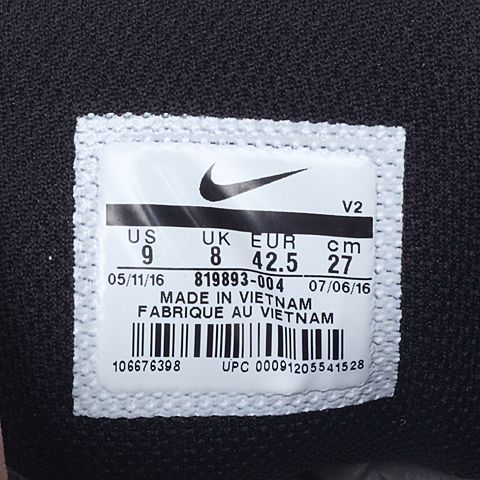 V2
US UK EUR cm
9 8 42.5 27
05/11/16 819893-004 07/06/16
MADE IN VIETNAM
FABRIQUE AU VIETNAM
106676398 UPC 00091205541528